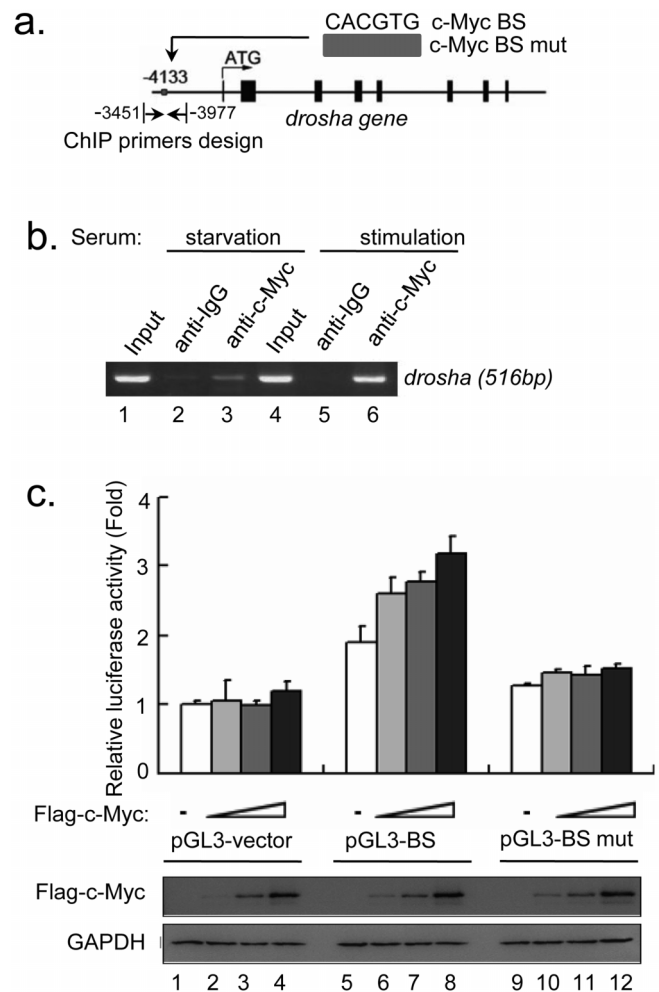 a.
CACGTG c-Myc BS
c-Myc BS mut
-4133
ATG
-3451
-3977
drosha gene
ChIP primers design
b.
Serum: starvation stimulation
Input anti-IgG anti-c-Myc Input anti-IgG anti-c-Myc
drosha (516bp)
1 2 3 4 5 6
c.
Relative luciferase activity (Fold)
4
3
2
1
0
Flag-c-Myc: - - -
pGL3-vector pGL3-BS pGL3-BS mut
Flag-c-Myc
GAPDH
1 2 3 4 5 6 7 8 9 10 11 12